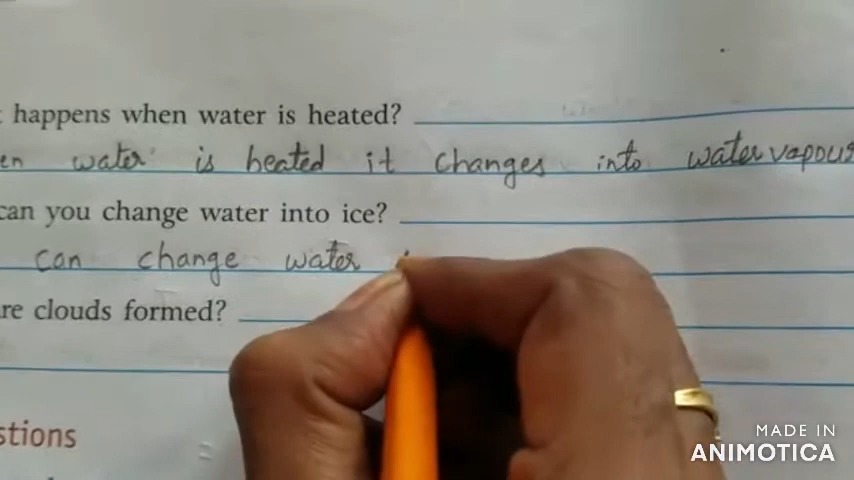 happens when water is heated?
en water is heated it changes into water vapour
can you change water into ice?
can change water i
re clouds formed?
stions
MADE IN
ANIMOTICA